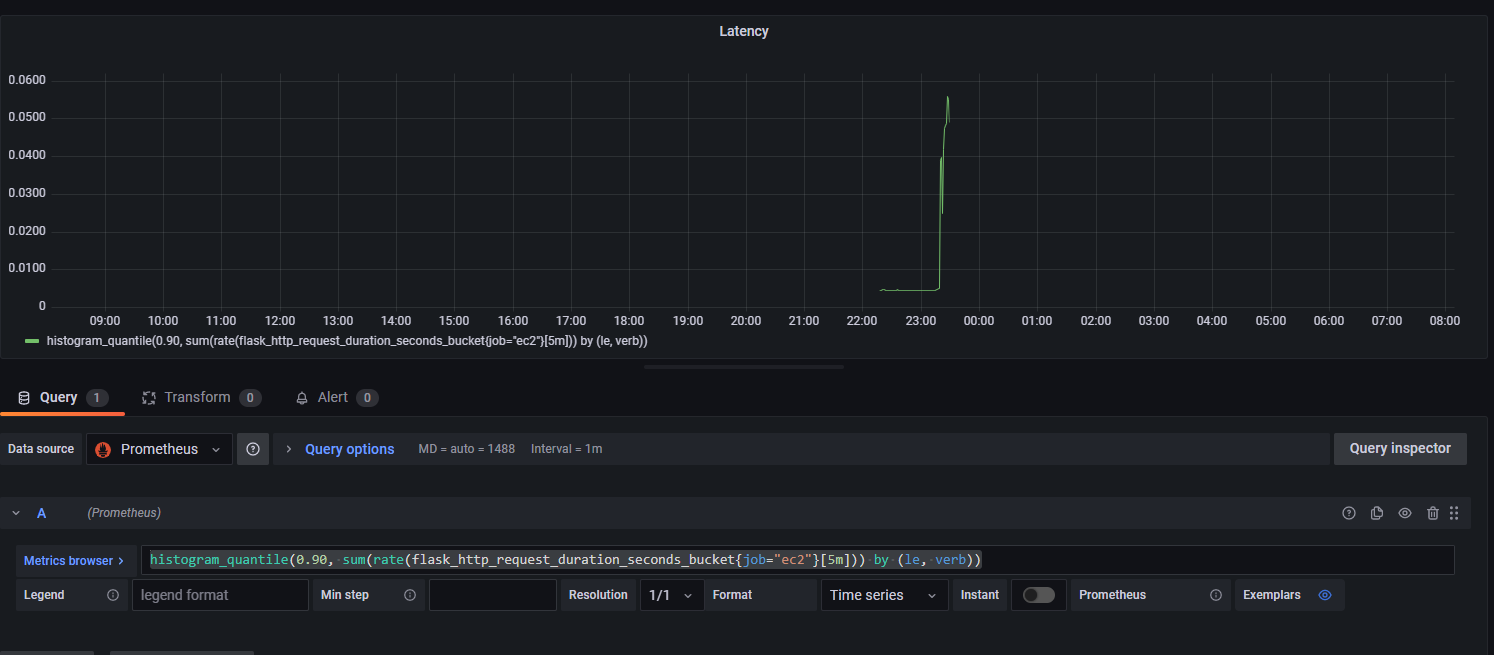 Latency
0.0600
0.0500
0.0400
0.0300
0.0200
0.0100
0
09:00 10:00 11:00 12:00 13:00 14:00 15:00 16:00 17:00 18:00 19:00 20:00 21:00 22:00 23:00 00:00 01:00 02:00 03:00 04:00 05:00 06:00 07:00 08:00
histogram_quantile(0.90, sum(rate(flask_http_request_duration_seconds_bucket{job="ec2"}[5m])) by (le, verb))
Query 1 Transform 0 Alert 0
Data source Prometheus Query options MD = auto = 1488 Interval = 1m Query inspector
A (Prometheus)
Metrics browser > histogram_quantile(0.90, sum(rate(flask_http_request_duration_seconds_bucket{job="ec2"}[5m])) by (le, verb))
Legend legend format Min step Resolution 1/1 Format Time series Instant Prometheus Exemplars